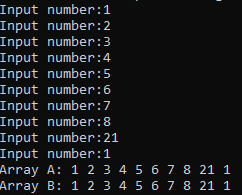 Input number:1
Input number:2
Input number:3
Input number:4
Input number:5
Input number:6
Input number:7
Input number:8
Input number:21
Input number:1
Array A: 1 2 3 4 5 6 7 8 21 1
Array B: 1 2 3 4 5 6 7 8 21 1